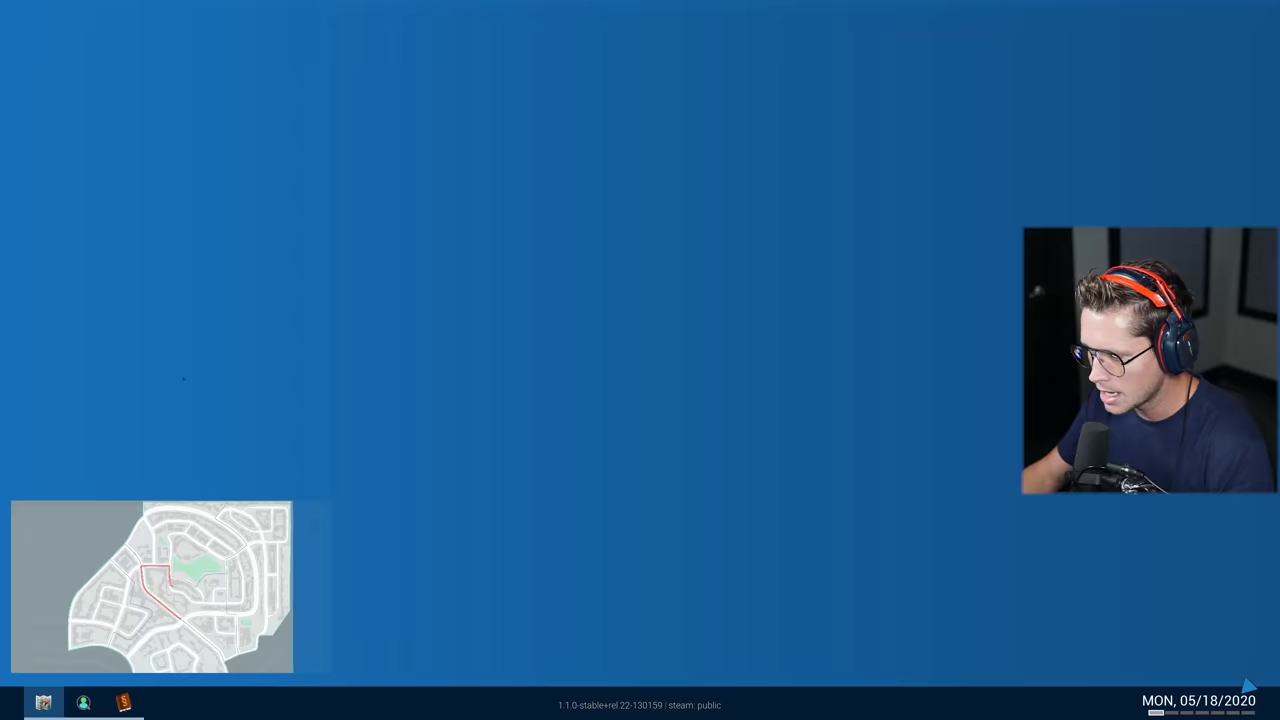 1.1.0-stable+rel.22-130159 | steam: public
MON, 05/18/2020